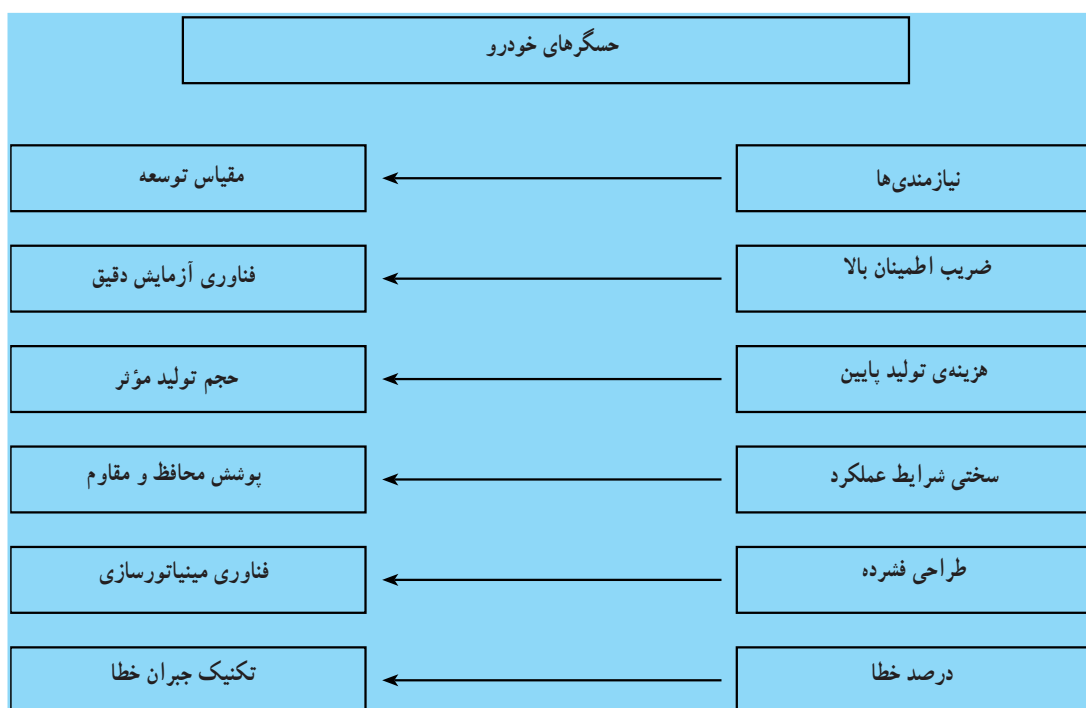 حسگرهای خودرو
نیازمندی‌ها
مقیاس توسعه
ضریب اطمینان بالا
فناوری آزمایش دقیق
هزینه‌ی تولید پایین
حجم تولید مؤثر
سختی شرایط عملکرد
پوشش محافظ و مقاوم
طراحی فشرده
فناوری مینیاتورسازی
درصد خطا
تکنیک جبران خطا